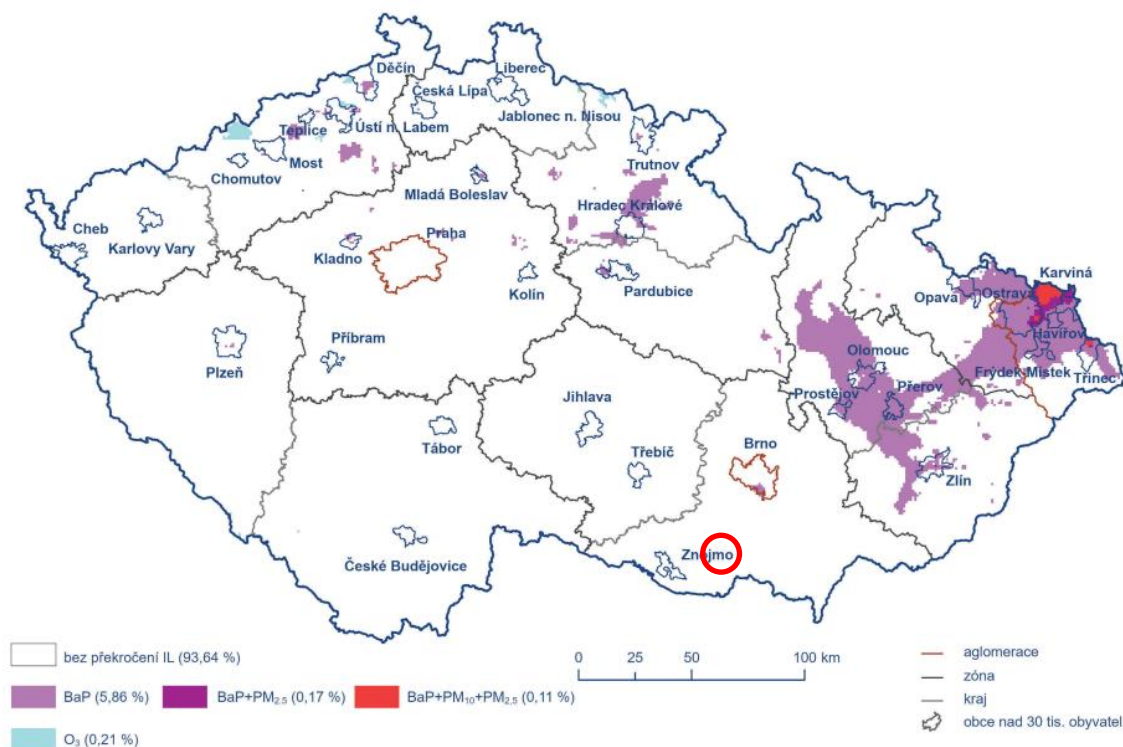 Děčín
Liberec
Česká Lípa
Jablonec n. Nisou
Teplice
Ústí n. Labem
Most
Chomutov
Trutnov
Mladá Boleslav
Hradec Králové
Cheb
Karlovy Vary
Praha
Kladno
Kolín
Pardubice
Karviná
Opava
Ostrava
Havířov
Příbram
Plzeň
Olomouc
Frýdek Místek
Třinec
Prostějov
Přerov
Jihlava
Tábor
Třebíč
Brno
Zlín
Znojmo
České Budějovice
bez překročení IL (93,64 %)
BaP (5,86 %)
BaP+PM2.5 (0,17 %)
BaP+PM10+PM2,5 (0,11 %)
O3 (0,21 %)
0 25 50 100 km
aglomerace
zóna
kraj
obce nad 30 tis. obyvatel